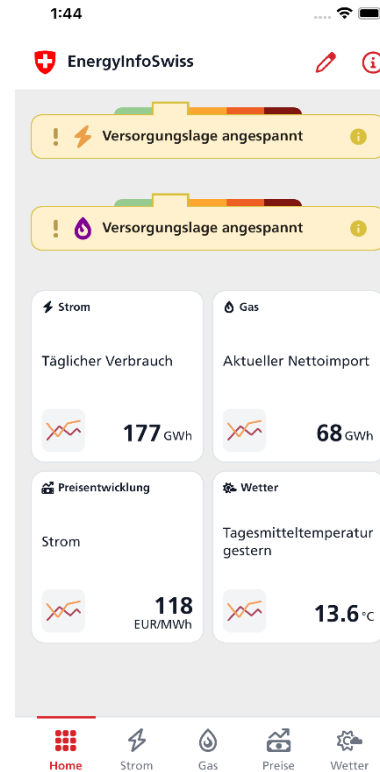 1:44
EnergyInfoSwiss
! Versorgungslage angespannt
! Versorgungslage angespannt
Strom
Täglicher Verbrauch
177 GWh
Gas
Aktueller Nettoimport
68 GWh
Preisentwicklung
Strom
118
EUR/MWh
Wetter
Tagesmitteltemperatur
gestern
13.6 °C
Home Strom Gas Preise Wetter